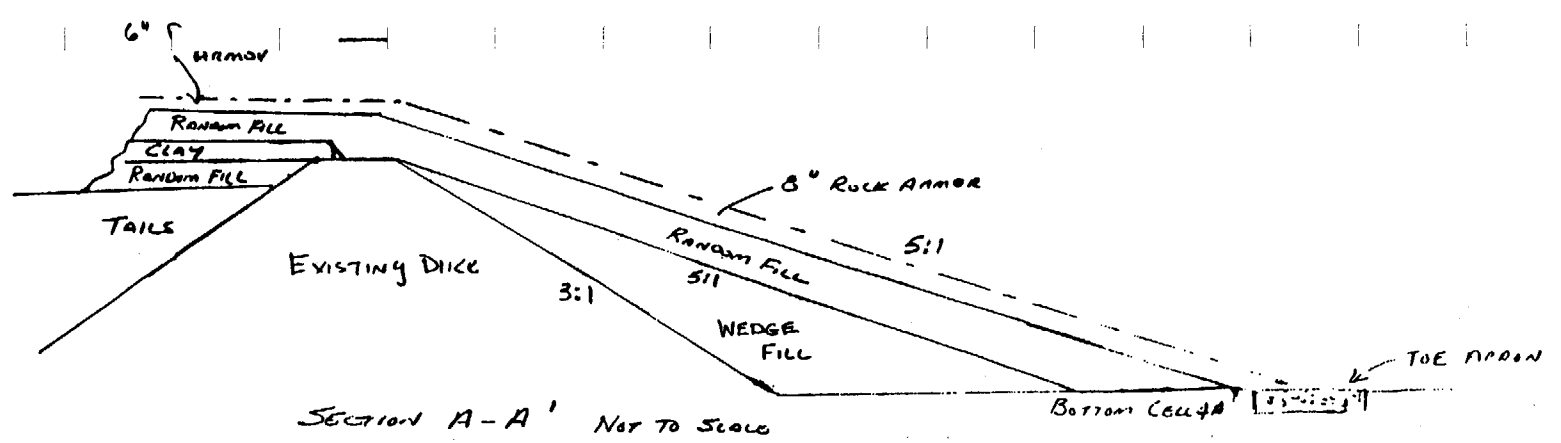 6"
ARMOR
RANDOM FILL
CLAY
RANDOM FILL
TAILS
EXISTING DIKE
3:1
8" ROCK ARMOR
5:1
RANDOM FILL
5:1
WEDGE
FILL
TOE APRON
BOTTOM CELL 4A
SECTION A-A' NOT TO SCALE